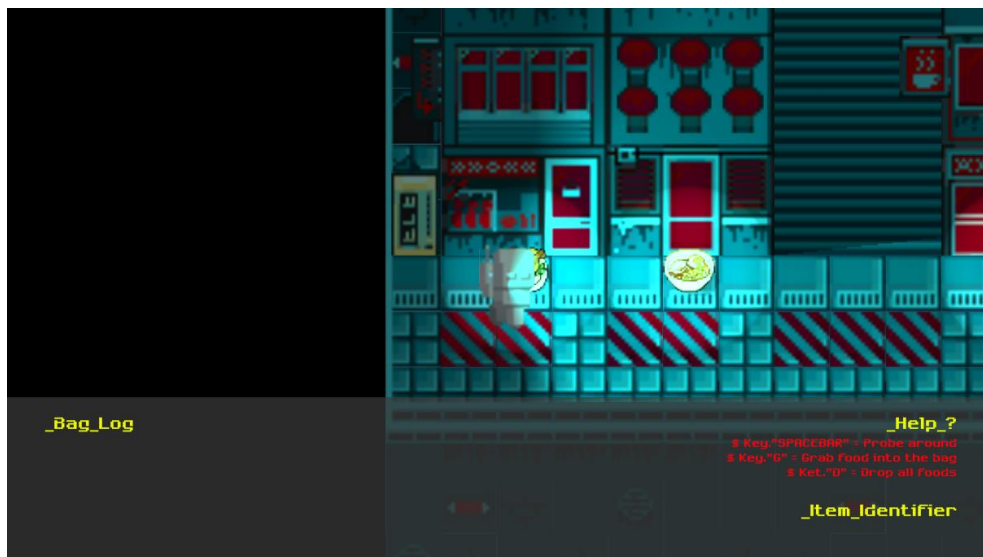 _Bag_Log
_Help_?
$ Key."SPACEBAR" = Probe around
$ Key."G" = Grab food into the bag
$ Ket."D" = Drop all foods
_Item_Identifier